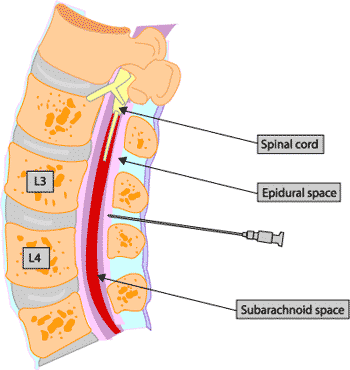 Spinal cord
L3
Epidural space
L4
Subarachnoid space